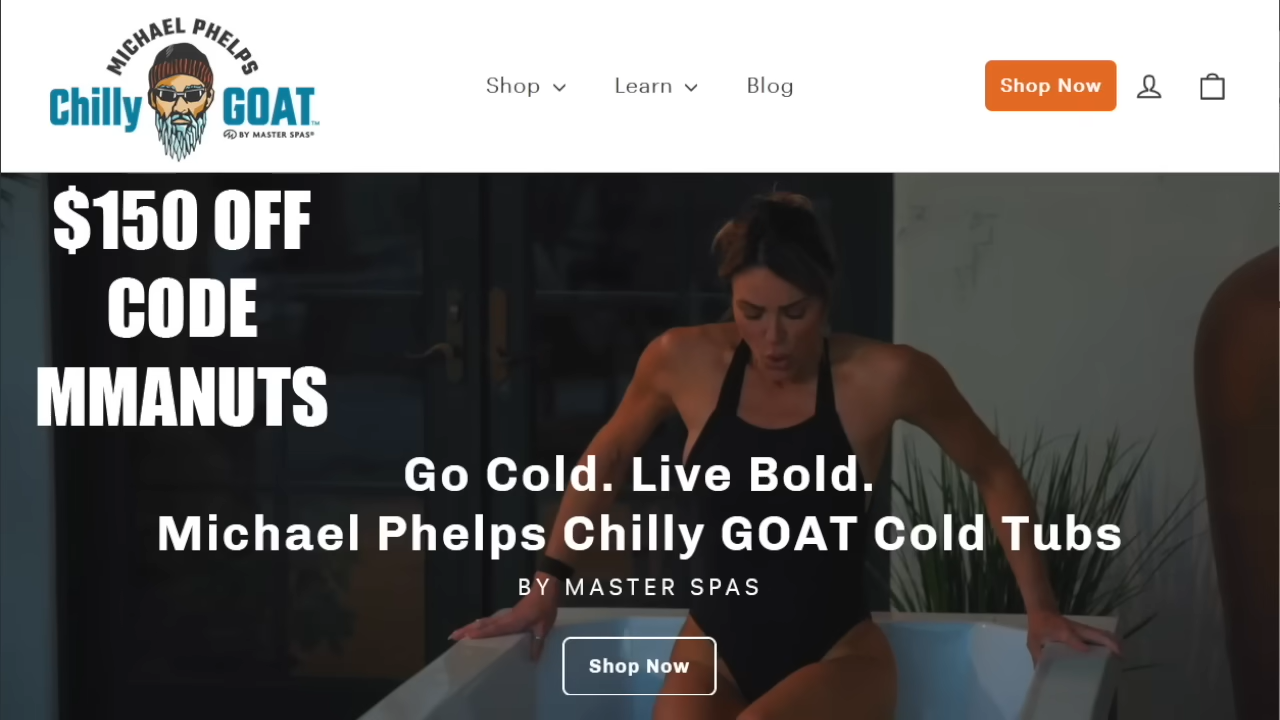 MICHAEL PHELPS
Chilly GOAT™
BY MASTER SPAS®
Shop
Learn
Blog
Shop Now
$150 OFF
CODE
MMANUTS
Go Cold. Live Bold.
Michael Phelps Chilly GOAT Cold Tubs
BY MASTER SPAS
Shop Now